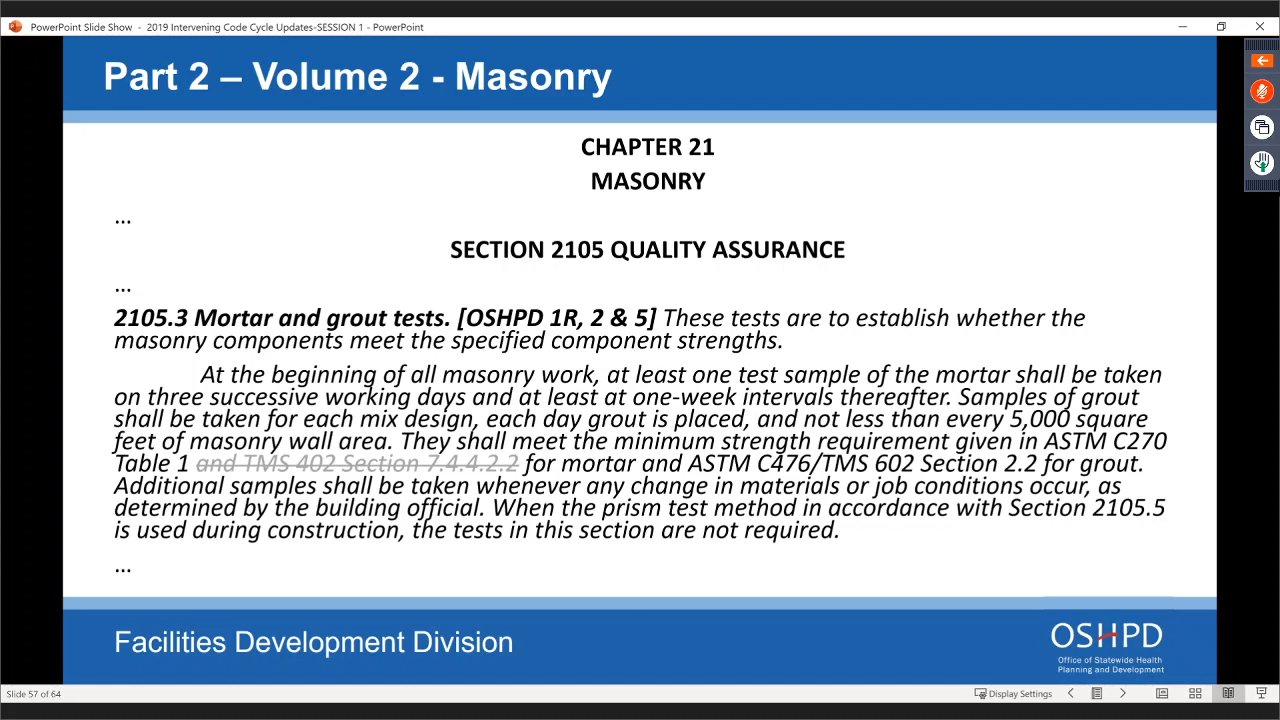 PowerPoint Slide Show - 2019 Intervening Code Cycle Updates-SESSION 1 - PowerPoint
Part 2 – Volume 2 - Masonry
CHAPTER 21
MASONRY
...
SECTION 2105 QUALITY ASSURANCE
...
2105.3 Mortar and grout tests. [OSHPD 1R, 2 & 5] These tests are to establish whether the
masonry components meet the specified component strengths.
At the beginning of all masonry work, at least one test sample of the mortar shall be taken
on three successive working days and at least at one-week intervals thereafter. Samples of grout
shall be taken for each mix design, each day grout is placed, and not less than every 5,000 square
feet of masonry wall area. They shall meet the minimum strength requirement given in ASTM C270
Table 1 and TMS 402 Section 7.4.4.2.2 for mortar and ASTM C476/TMS 602 Section 2.2 for grout.
Additional samples shall be taken whenever any change in materials or job conditions occur, as
determined by the building official. When the prism test method in accordance with Section 2105.5
is used during construction, the tests in this section are not required.
...
Facilities Development Division
OSHPD
Office of Statewide Health
Planning and Development
Slide 57 of 64
Display Settings